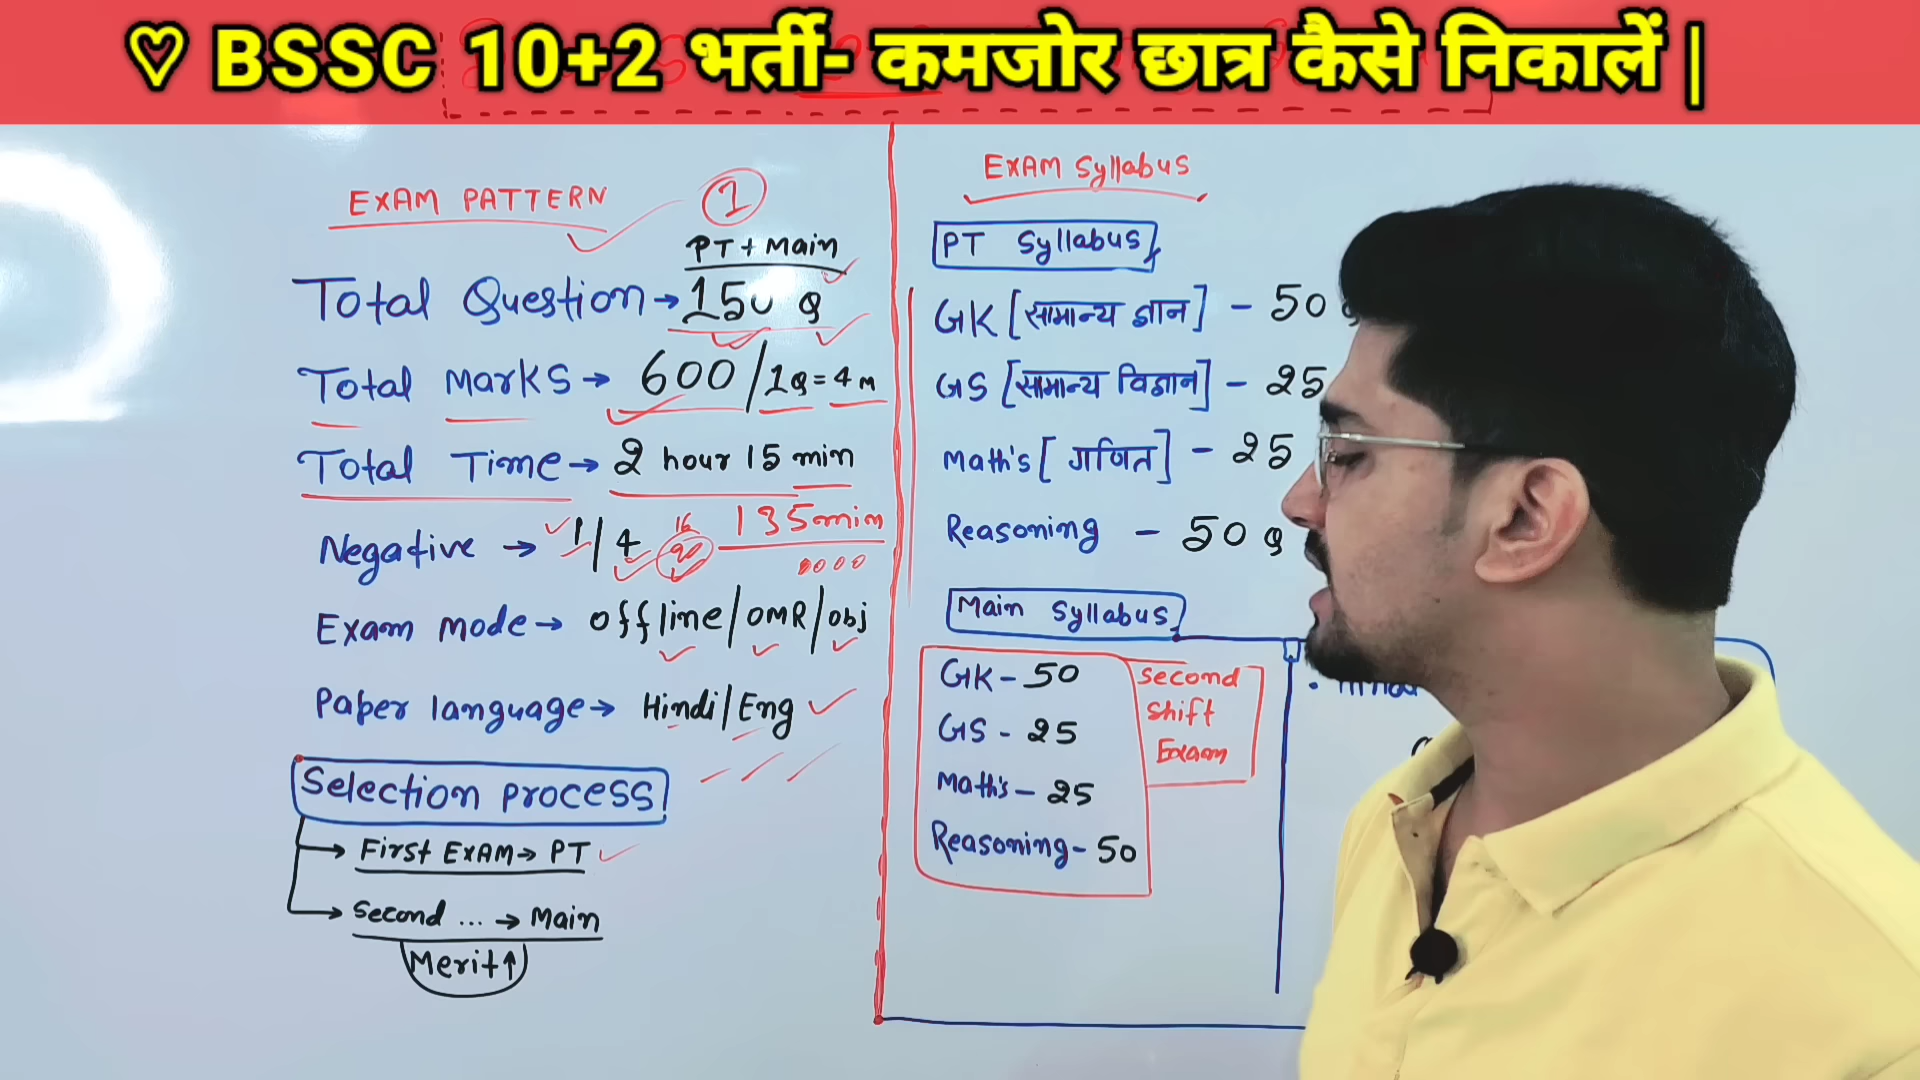 ♡ BSSC 10+2 भर्ती- कमजोर छात्र कैसे निकालें |
EXAM PATTERN ①
PT + Main
Total Question → 150 Q
Total Marks → 600 / 1Q = 4 M
Total Time → 2 hour 15 min
135 min
Negative → 1/4
16
Exam mode → offline / OMR / obj
Paper language → Hindi / Eng
Selection process
First EXAM → PT
Second ... → Main
Merit ↑
EXAM Syllabus
PT Syllabus
GK [सामान्य ज्ञान] - 50
GS [सामान्य विज्ञान] - 25
Math's [गणित] - 25
Reasoning - 50 Q
Main Syllabus
GK - 50
GS - 25
Math's - 25
Reasoning - 50
Second
Shift
Exam